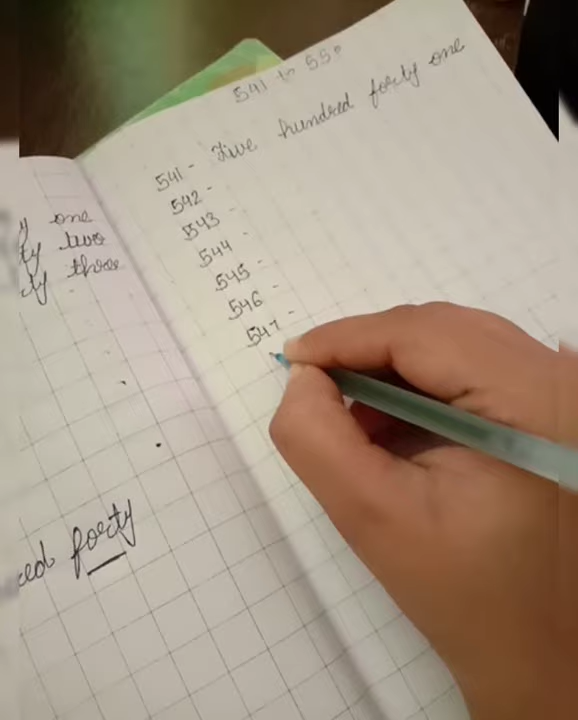 one
two
three
forty
541 to 550
541 - Five hundred forty one
542 -
543 -
544 -
545 -
546 -
547 -